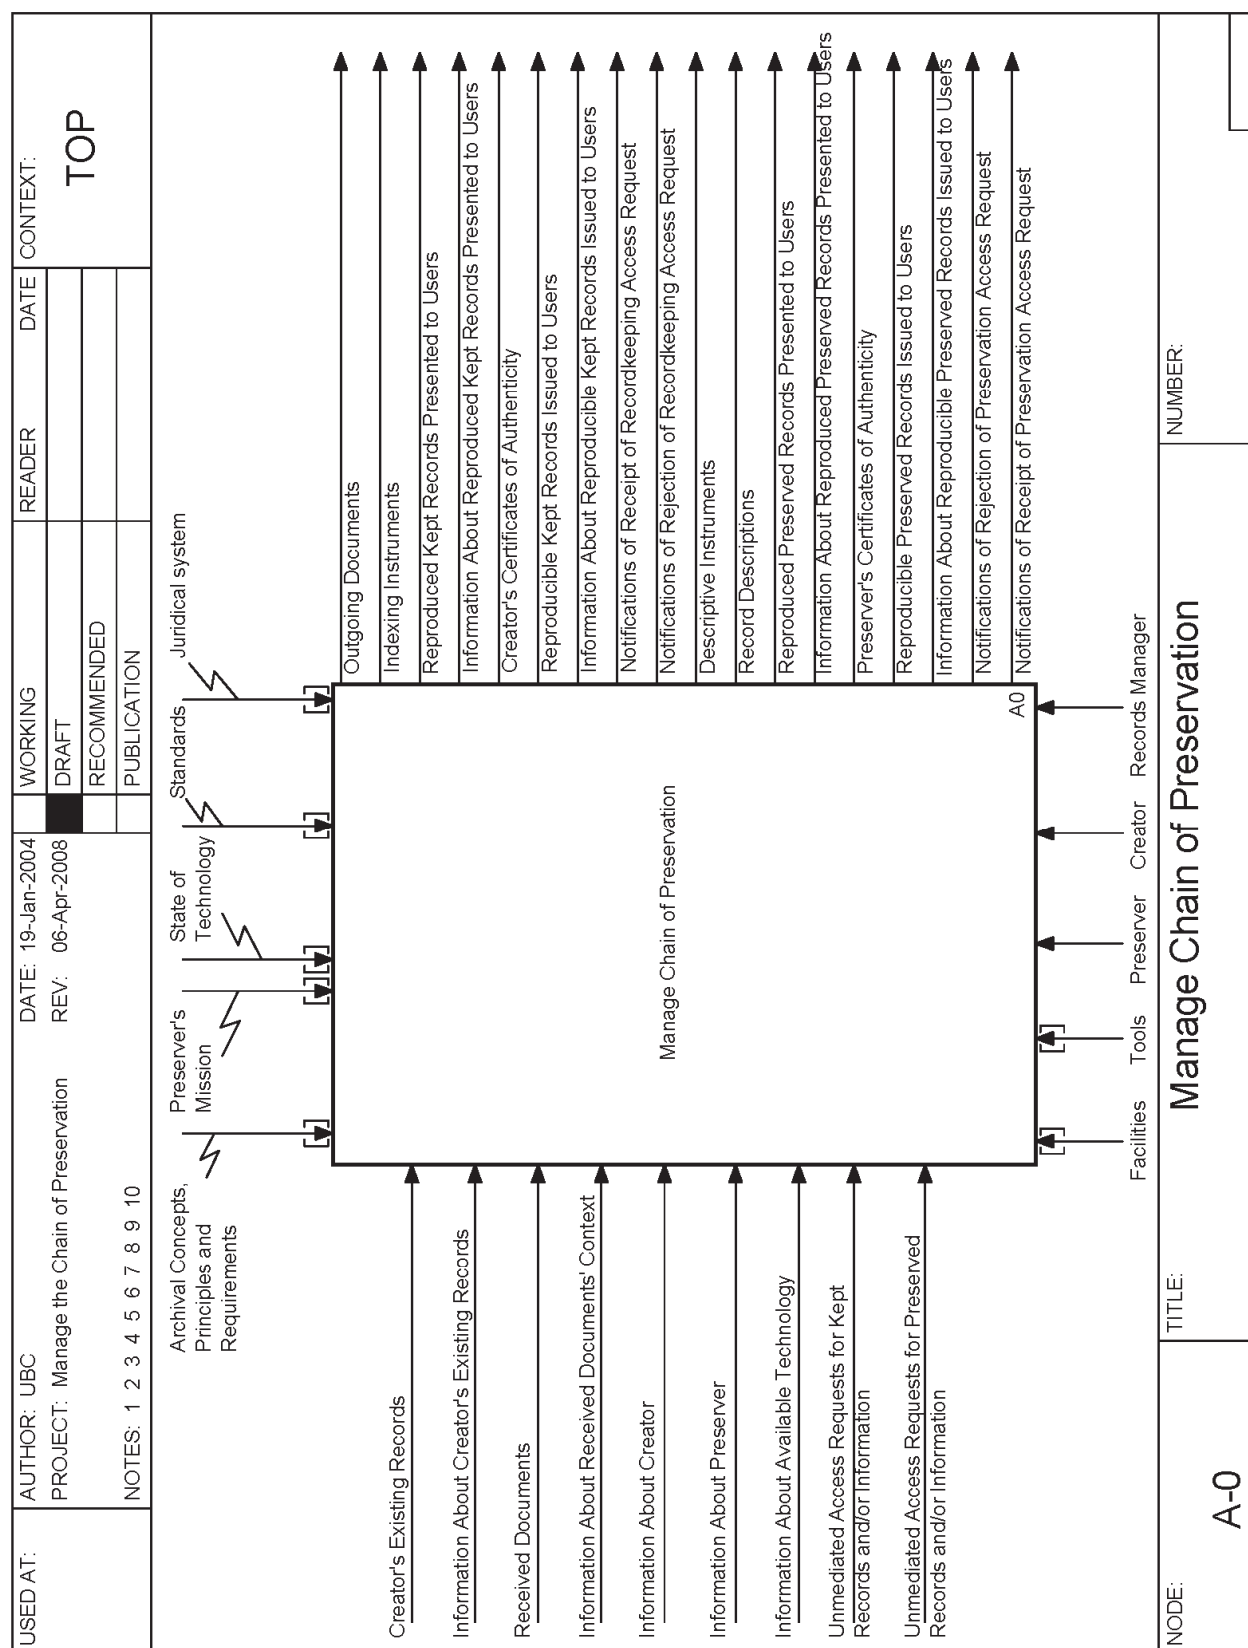 USED AT:
AUTHOR: UBC
DATE: 19-Jan-2004
WORKING
READER
DATE
CONTEXT:
PROJECT: Manage the Chain of Preservation
REV: 06-Apr-2008
DRAFT
TOP
RECOMMENDED
NOTES: 1 2 3 4 5 6 7 8 9 10
PUBLICATION
Archival Concepts,
Principles and
Requirements
Preserver's
Mission
State of
Technology
Standards
Juridical system
Creator's Existing Records
Information About Creator's Existing Records
Received Documents
Information About Received Documents' Context
Information About Creator
Information About Preserver
Information About Available Technology
Unmediated Access Requests for Kept
Records and/or Information
Unmediated Access Requests for Preserved
Records and/or Information
Manage Chain of Preservation
A0
Outgoing Documents
Indexing Instruments
Reproduced Kept Records Presented to Users
Information About Reproduced Kept Records Presented to Users
Creator's Certificates of Authenticity
Reproducible Kept Records Issued to Users
Information About Reproducible Kept Records Issued to Users
Notifications of Receipt of Recordkeeping Access Request
Notifications of Rejection of Recordkeeping Access Request
Descriptive Instruments
Record Descriptions
Reproduced Preserved Records Presented to Users
Information About Reproduced Preserved Records Presented to Users
Preserver's Certificates of Authenticity
Reproducible Preserved Records Issued to Users
Information About Reproducible Preserved Records Issued to Users
Notifications of Rejection of Preservation Access Request
Notifications of Receipt of Preservation Access Request
Facilities
Tools
Preserver
Creator
Records Manager
NODE:
A-0
TITLE:
Manage Chain of Preservation
NUMBER: